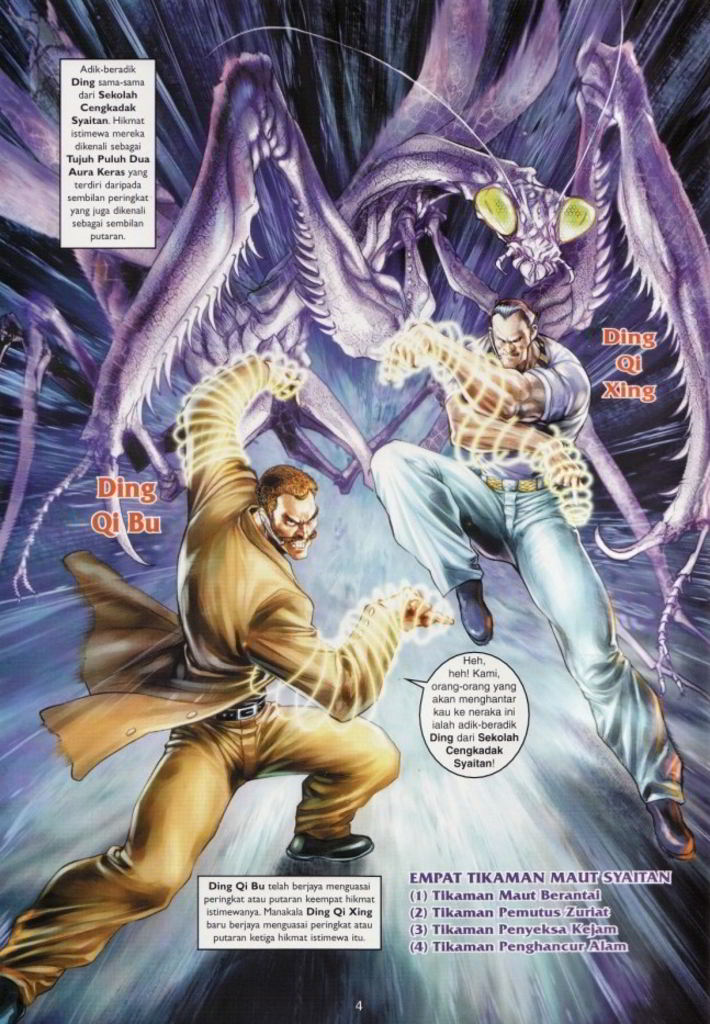 Adik-beradik
Ding sama-sama
dari Sekolah
Cengkadak
Syaitan. Hikmat
istimewa mereka
dikenali sebagai
Tujuh Puluh Dua
Aura Keras yang
terdiri daripada
sembilan peringkat
yang juga dikenali
sebagai sembilan
putaran.
Ding
Qi
Xing
Ding
Qi Bu
Heh,
heh! Kami,
orang-orang yang
akan menghantar
kau ke neraka ini
ialah adik-beradik
Ding dari Sekolah
Cengkadak
Syaitan!
Ding Qi Bu telah berjaya menguasai
peringkat atau putaran keempat hikmat
istimewanya. Manakala Ding Qi Xing
baru berjaya menguasai peringkat atau
putaran ketiga hikmat istimewa itu.
EMPAT TIKAMAN MAUT SYAITAN
(1) Tikaman Maut Berantai
(2) Tikaman Pemutus Zuriat
(3) Tikaman Penyeksa Kejam
(4) Tikaman Penghancur Alam
4